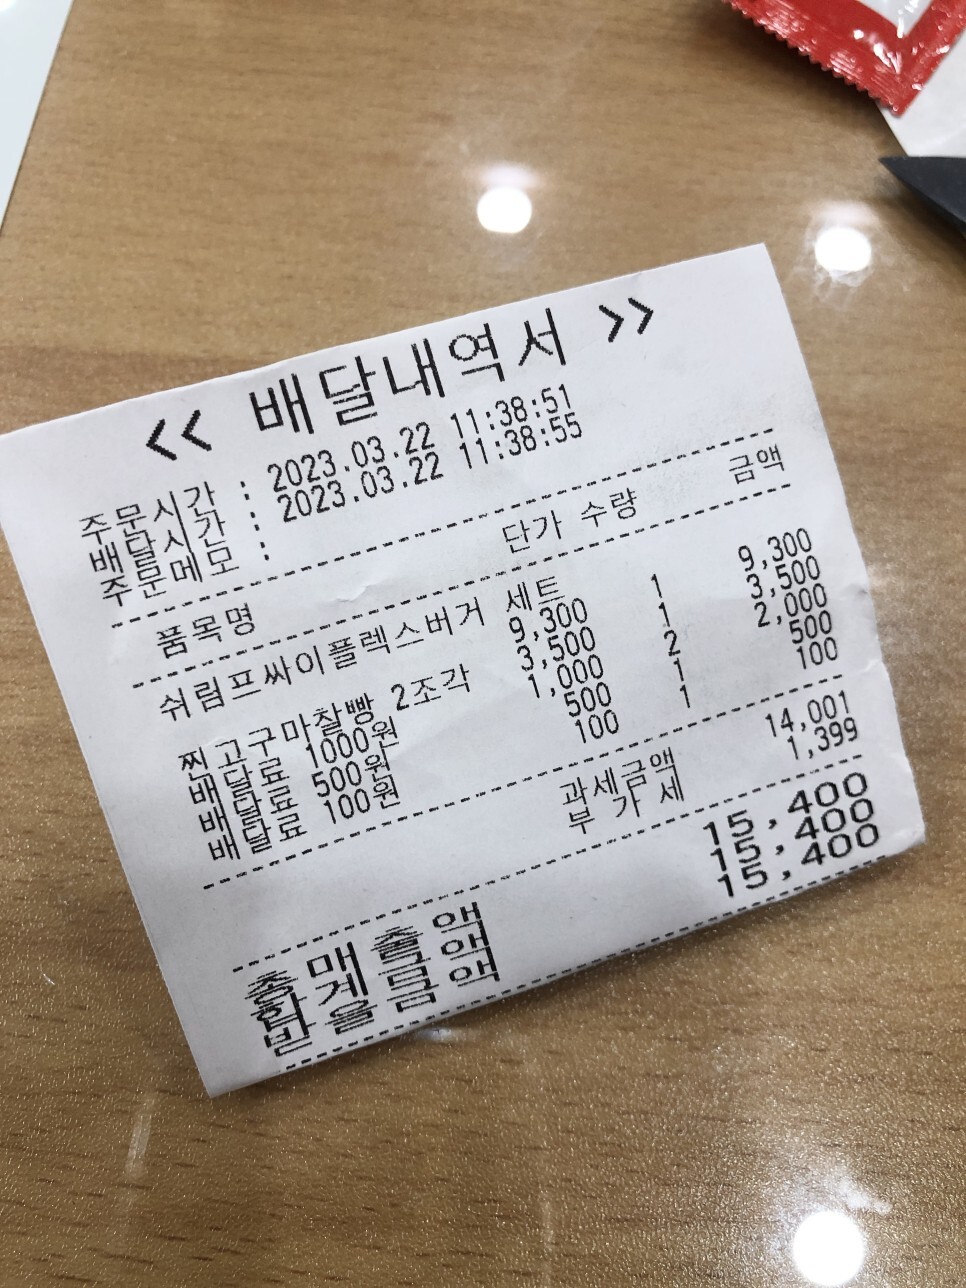 << 배달내역서 >>
주문시간 : 2023.03.22 11:38:51
배달시간 : 2023.03.22 11:38:55
주문메모 :
품목명 단가 수량 금액
쉬림프싸이플렉스버거 세트
9,300 1 9,300
찐고구마찰빵 2조각 3,500 1 3,500
배달료 1000원 1,000 2 2,000
배달료 500원 500 1 500
배달료 100원 100 1 100
과세금액 14,001
부 가 세 1,399
총 매 출 액 15,400
합 계 금 액 15,400
받 을 금 액 15,400